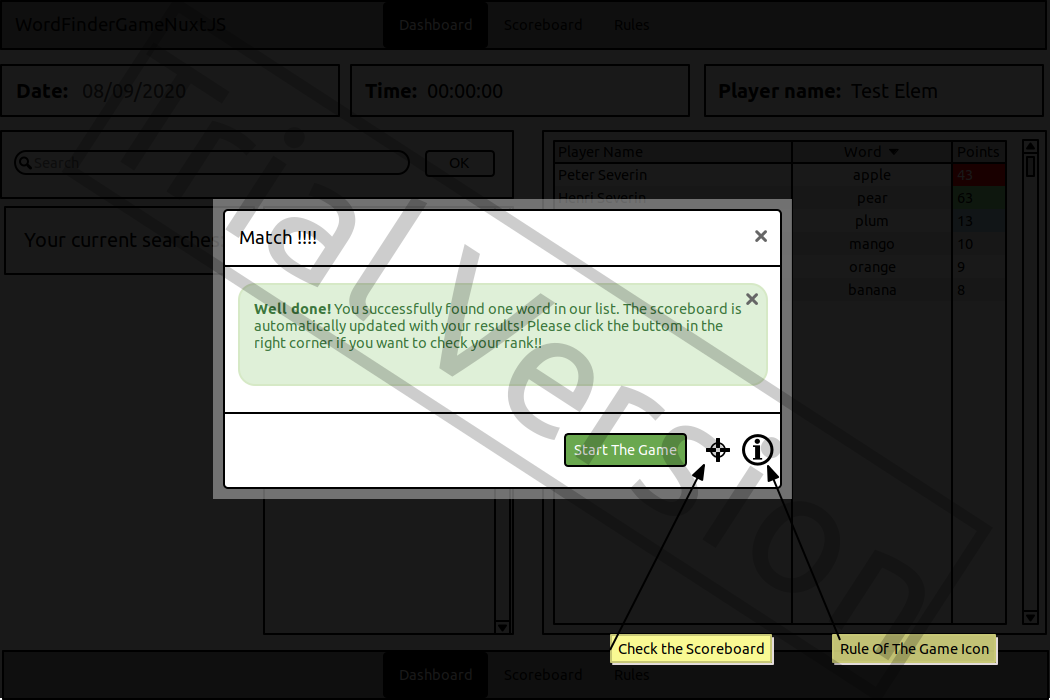 WordFinderGameNuxtJS Dashboard Scoreboard Rules
Date: 08/09/2020 Time: 00:00:00 Player name: Test Elem
Search OK
Player Name Word Points
Peter Severin apple 43
Henri Severin pear 63
plum 13
Your current searches
mango 10
orange 9
banana 8
Match !!!!
Well done! You successfully found one word in our list. The scoreboard is
automatically updated with your results! Please click the buttom in the
right corner if you want to check your rank!!
Start The Game
Check the Scoreboard Rule Of The Game Icon
Dashboard Scoreboard Rules
Trial Version